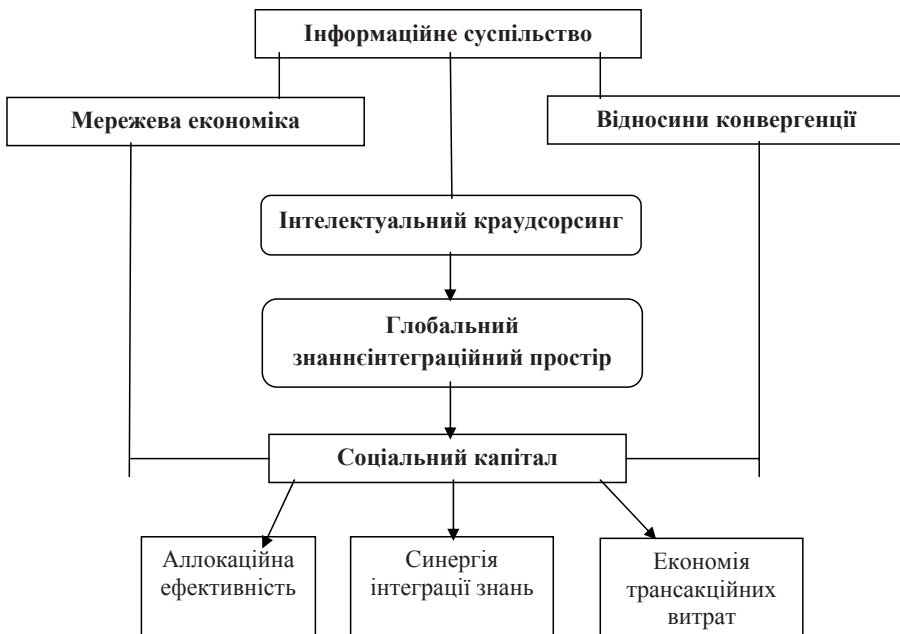 Інформаційне суспільство
Мережева економіка
Відносини конвергенції
Інтелектуальний краудсорсинг
Глобальний
знаннєінтеграційний простір
Соціальний капітал
Аллокаційна
ефективність
Синергія
інтеграції знань
Економія
трансакційних
витрат